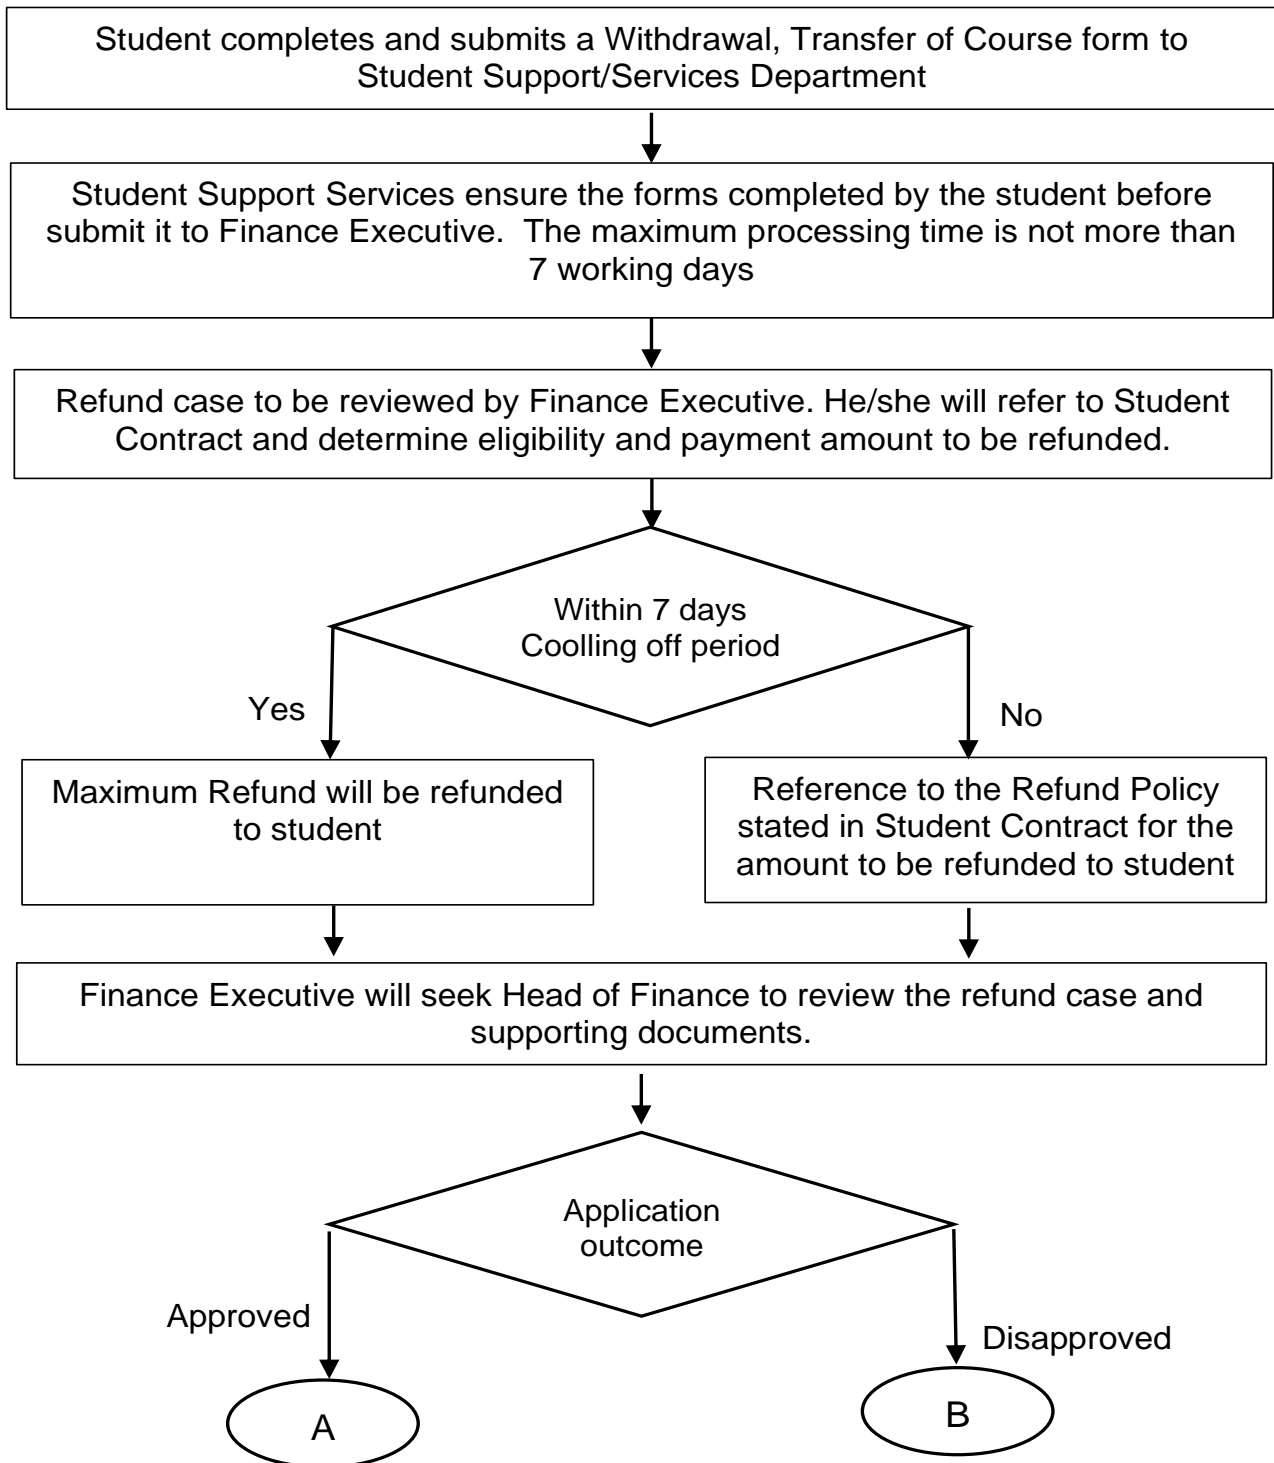 Student completes and submits a Withdrawal, Transfer of Course form to
Student Support/Services Department
Student Support Services ensure the forms completed by the student before
submit it to Finance Executive.  The maximum processing time is not more than
7 working days
Refund case to be reviewed by Finance Executive. He/she will refer to Student
Contract and determine eligibility and payment amount to be refunded.
Within 7 days
Coolling off period
Yes
No
Maximum Refund will be refunded
to student
Reference to the Refund Policy
stated in Student Contract for the
amount to be refunded to student
Finance Executive will seek Head of Finance to review the refund case and
supporting documents.
Application
outcome
Approved
Disapproved
A
B